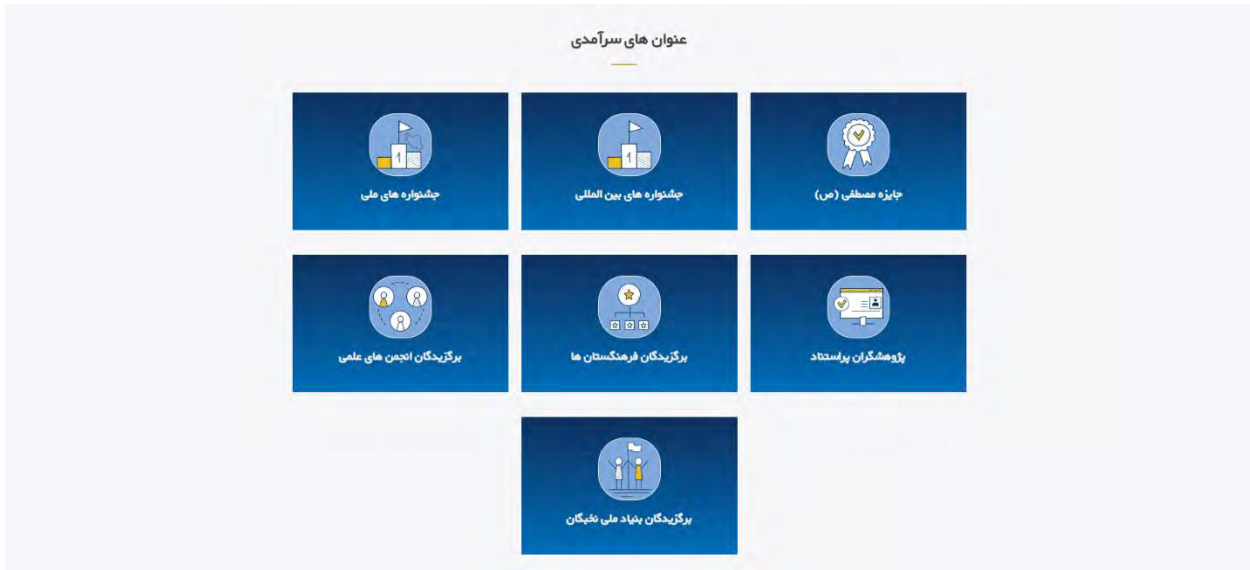 عنوان های سرآمدی
جایزه مصطفی (ص)
جشنواره های بین المللی
جشنواره های ملی
پژوهشگران پراستناد
برگزیدگان فرهنگستان ها
برگزیدگان انجمن های علمی
برگزیدگان بنیاد ملی نخبگان